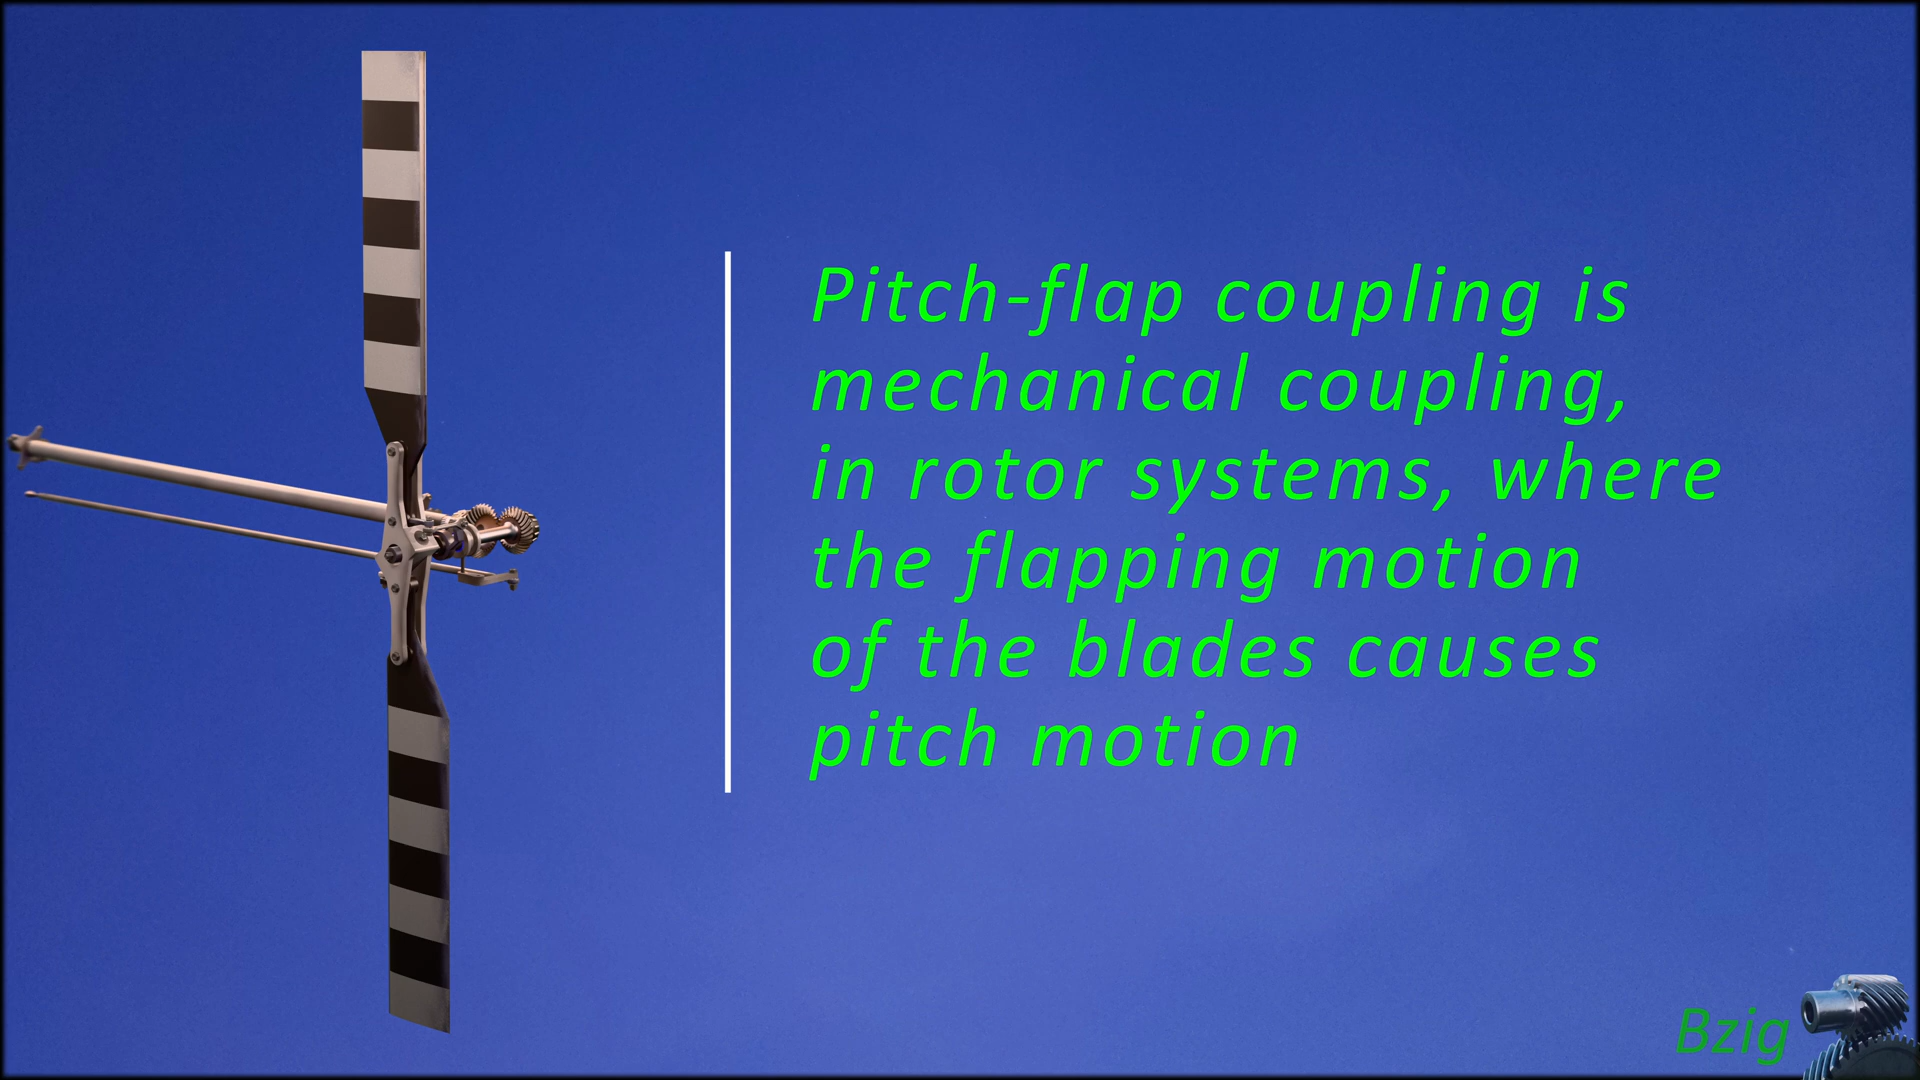 Pitch-flap coupling is
mechanical coupling,
in rotor systems, where
the flapping motion
of the blades causes
pitch motion
Bzig